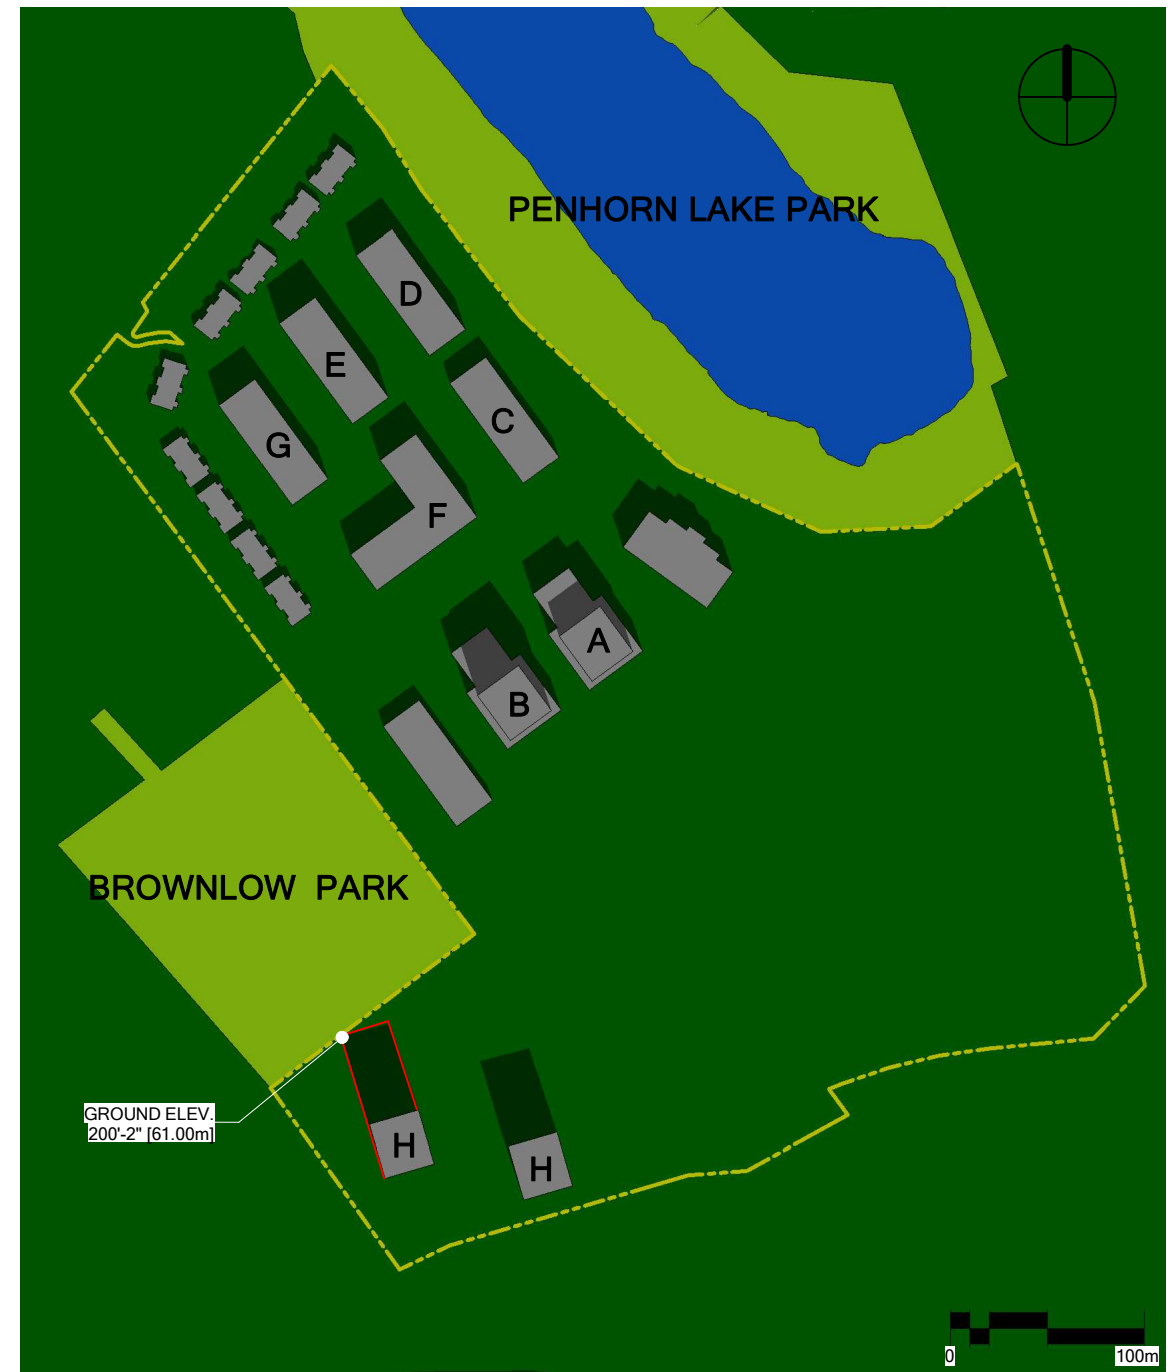 PENHORN LAKE PARK
D
E
C
G
F
A
B
BROWNLOW PARK
GROUND ELEV.
200'-2" [61.00m]
H
H
0 100m